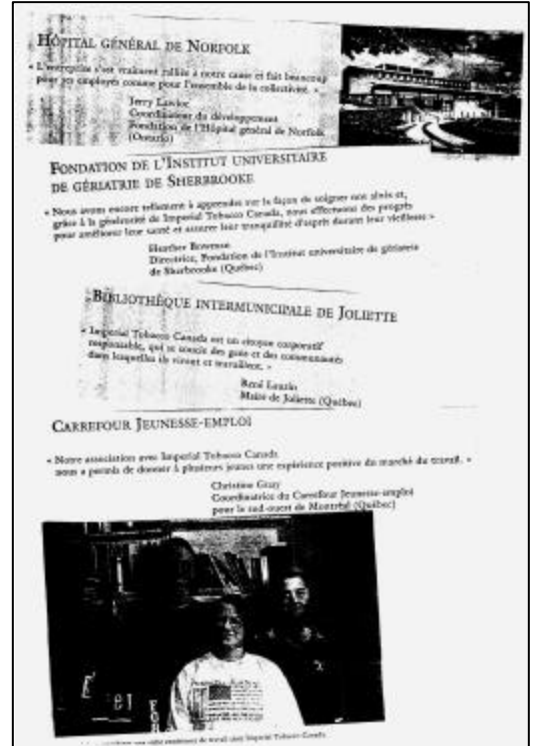 HÔPITAL GÉNÉRAL DE NORFOLK
« L'entreprise s'est vraiment ralliée à notre cause et fait beaucoup
pour ses employés comme pour l'ensemble de la collectivité. »
Jerry Lawlor
Coordinateur du développement
Fondation de l'Hôpital général de Norfolk
(Ontario)
FONDATION DE L'INSTITUT UNIVERSITAIRE
DE GÉRIATRIE DE SHERBROOKE
« Nous avons encore tellement à apprendre sur la façon de soigner nos aînés et,
grâce à la générosité de Imperial Tobacco Canada, nous effectuons des progrès
pour améliorer leur santé et assurer leur tranquilité d'esprit durant leur vieillesse »
Heather
Directrice, Fondation de l'Institut universitaire de gériatrie
de Sherbrooke (Québec)
BIBLIOTHÈQUE INTERMUNICIPALE DE JOLIETTE
« Imperial Tobacco Canada est un citoyen corporatif
responsable, qui se soucie des gens et des communautés
dans lesquelles ils vivent et travaillent. »
René Laurin
Maire de Joliette (Québec)
CARREFOUR JEUNESSE-EMPLOI
« Notre association avec Imperial Tobacco Canada
nous a permis de donner à plusieurs jeunes une expérience positive du marché du travail. »
Christine Gray
Coordinatrice du Carrefour Jeunesse-emploi
pour le sud-ouest de Montréal (Québec)
de travail chez Imperial Tobacco Canada